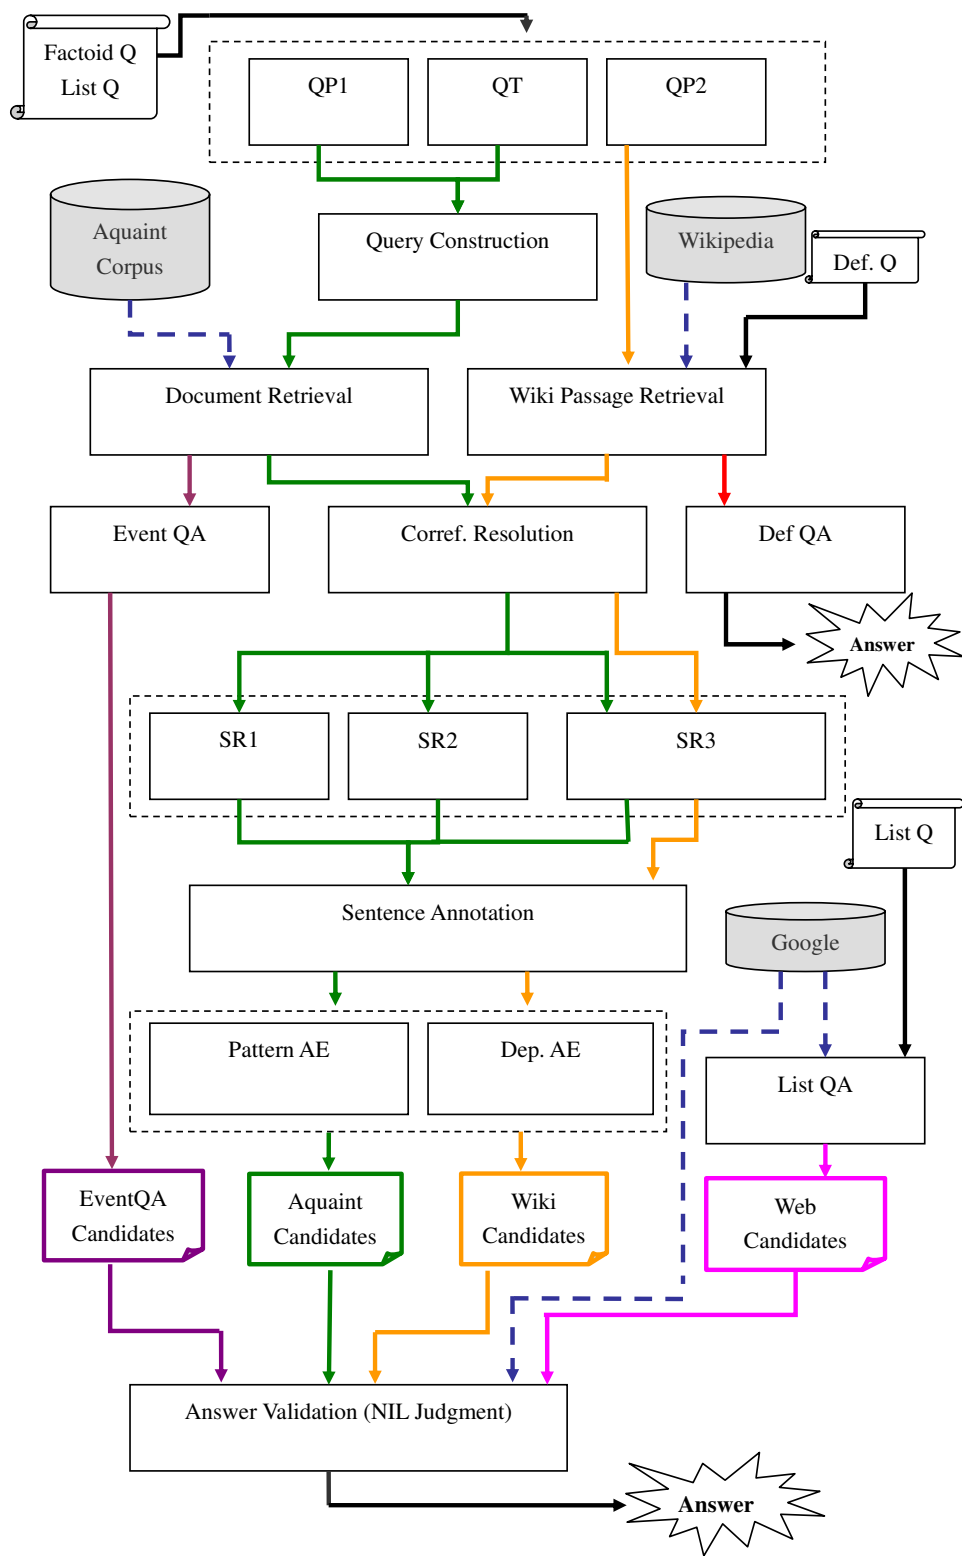 Factoid Q
List Q
QP1
QT
QP2
Aquaint
Corpus
Query Construction
Wikipedia
Def. Q
Document Retrieval
Wiki Passage Retrieval
Event QA
Corref. Resolution
Def QA
Answer
SR1
SR2
SR3
List Q
Sentence Annotation
Google
Pattern AE
Dep. AE
List QA
EventQA
Candidates
Aquaint
Candidates
Wiki
Candidates
Web
Candidates
Answer Validation (NIL Judgment)
Answer